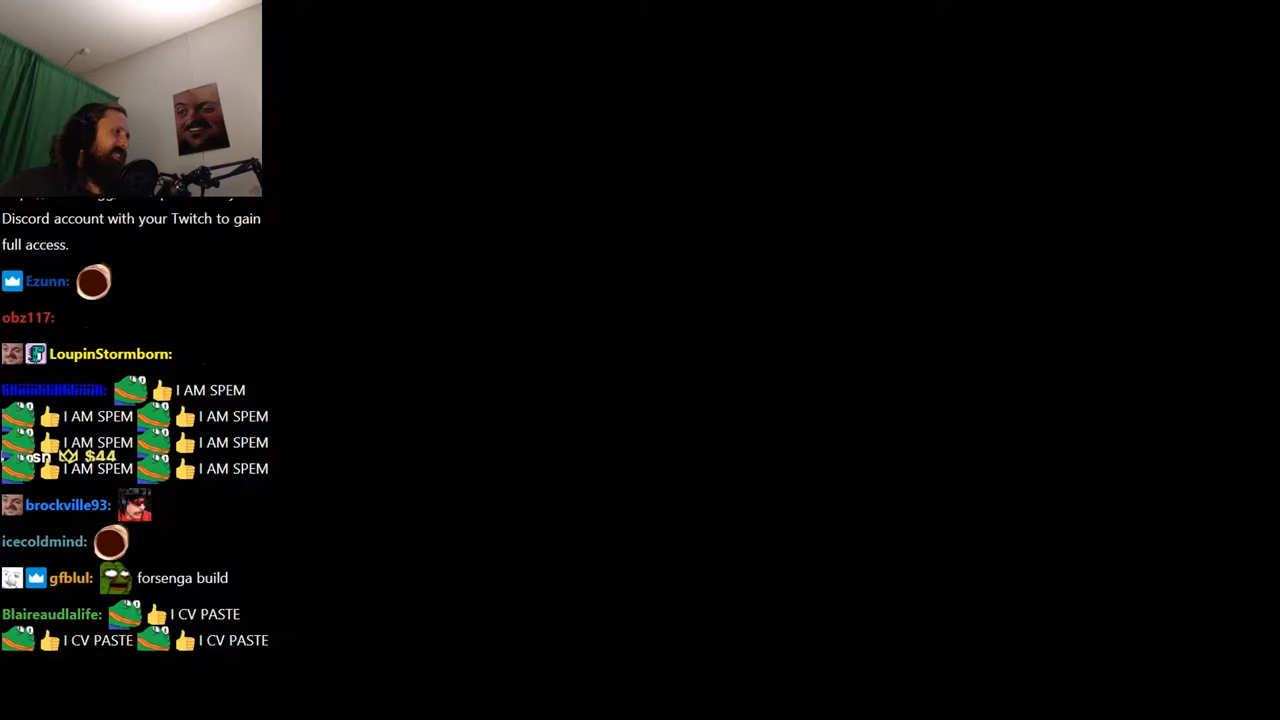 Discord account with your Twitch to gain
full access.
Ezunn:
obz117:
LoupinStormborn:
I AM SPEM
I AM SPEM I AM SPEM
I AM SPEM I AM SPEM
$44
I AM SPEM I AM SPEM
brockville93:
icecoldmind:
gfblul: forsenga build
Blaireaudlalife: I CV PASTE
I CV PASTE I CV PASTE